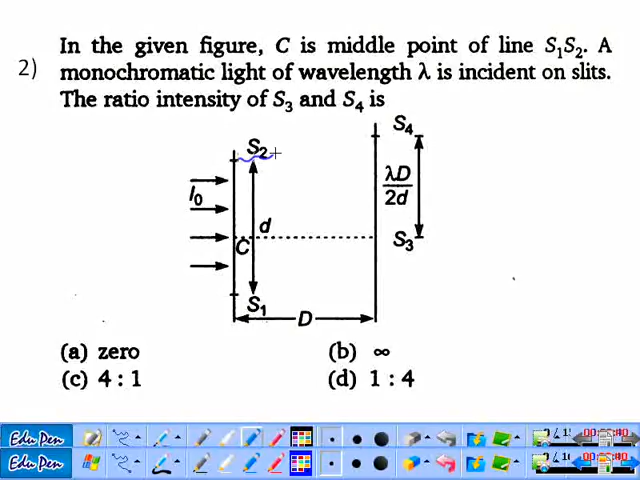 In the given figure, C is middle point of line S₁S₂. A
2) monochromatic light of wavelength λ is incident on slits.
The ratio intensity of S₃ and S₄ is
S₄
S₂
λD
2d
I₀
d
C
S₃
S₁
D
(a) zero
(b) ∞
(c) 4 : 1
(d) 1 : 4
Edu Pen
Edu Pen